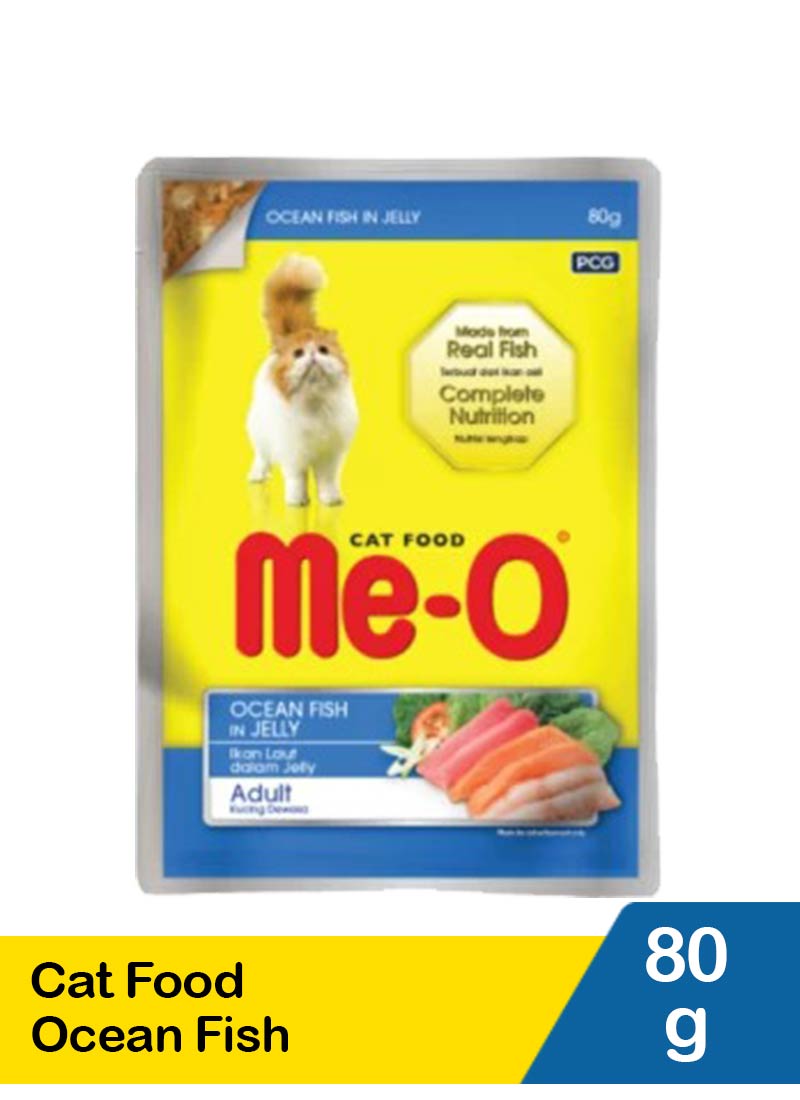 OCEAN FISH IN JELLY
80g
PCG
Made from
Real Fish
Terbuat dari ikan asli
Complete
Nutrition
Nutrisi lengkap
CAT FOOD
Me-O
OCEAN FISH
IN JELLY
Ikan Laut
dalam Jelly
Adult
Kucing Dewasa
Cat Food
Ocean Fish
80
g